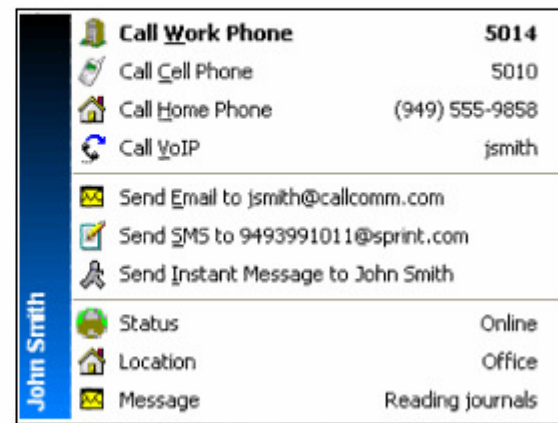 Call Work Phone 5014
Call Cell Phone 5010
Call Home Phone (949) 555-9858
Call VoIP jsmith
Send Email to jsmith@callcomm.com
Send SMS to 9493991011@sprint.com
Send Instant Message to John Smith
Status Online
Location Office
Message Reading journals
John Smith